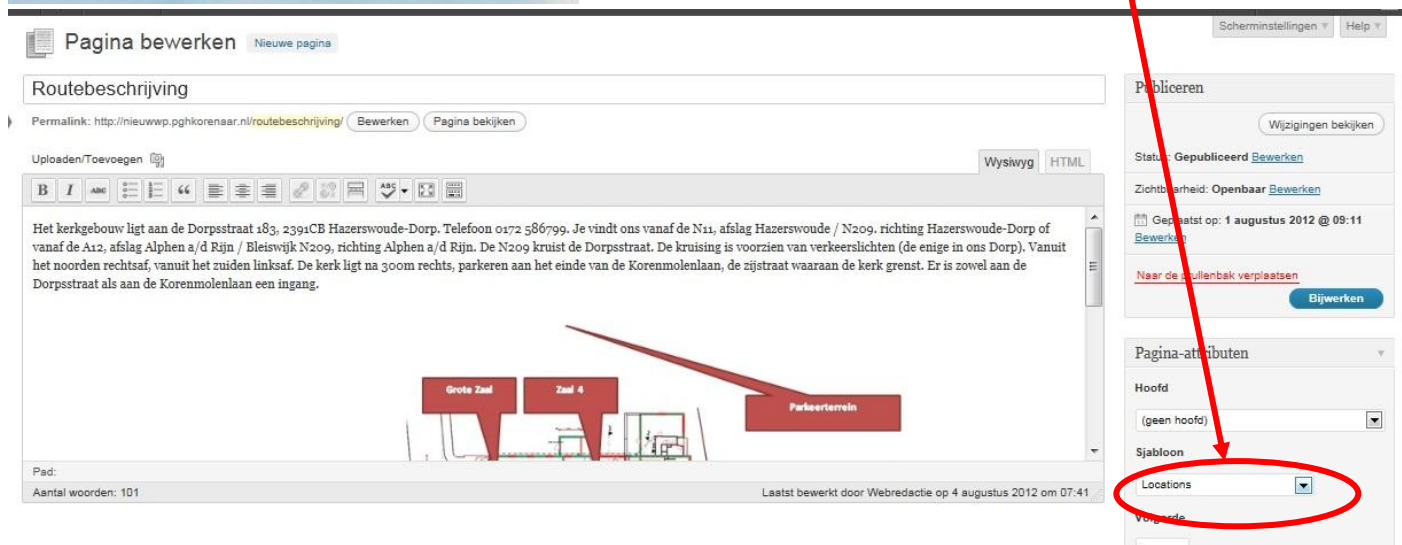 Scherminstellingen Help
Pagina bewerken Nieuwe pagina
Routebeschrijving
Permalink: http://nieuwwp.pghkorenaar.nl/routebeschrijving/ Bewerken Pagina bekijken
Uploaden/Toevoegen
Wysiwyg HTML
B I ABC ABC
Het kerkgebouw ligt aan de Dorpsstraat 183, 2391CB Hazerswoude-Dorp. Telefoon 0172 586799. Je vindt ons vanaf de N11, afslag Hazerswoude / N209. richting Hazerswoude-Dorp of
vanaf de A12, afslag Alphen a/d Rijn / Bleiswijk N209, richting Alphen a/d Rijn. De N209 kruist de Dorpsstraat. De kruising is voorzien van verkeerslichten (de enige in ons Dorp). Vanuit
het noorden rechtsaf, vanuit het zuiden linksaf. De kerk ligt na 300m rechts, parkeren aan het einde van de Korenmolenlaan, de zijstraat waaraan de kerk grenst. Er is zowel aan de
Dorpsstraat als aan de Korenmolenlaan een ingang.
Grote Zaal
Zaal 4
Parkeerterrein
Pad:
Aantal woorden: 101
Laatst bewerkt door Webredactie op 4 augustus 2012 om 07:41
Publiceren
Wijzigingen bekijken
Status: Gepubliceerd Bewerken
Zichtbaarheid: Openbaar Bewerken
Geplaatst op: 1 augustus 2012 @ 09:11
Bewerken
Naar de prullenbak verplaatsen
Bijwerken
Pagina-attributen
Hoofd
(geen hoofd)
Sjabloon
Locations
Volgorde